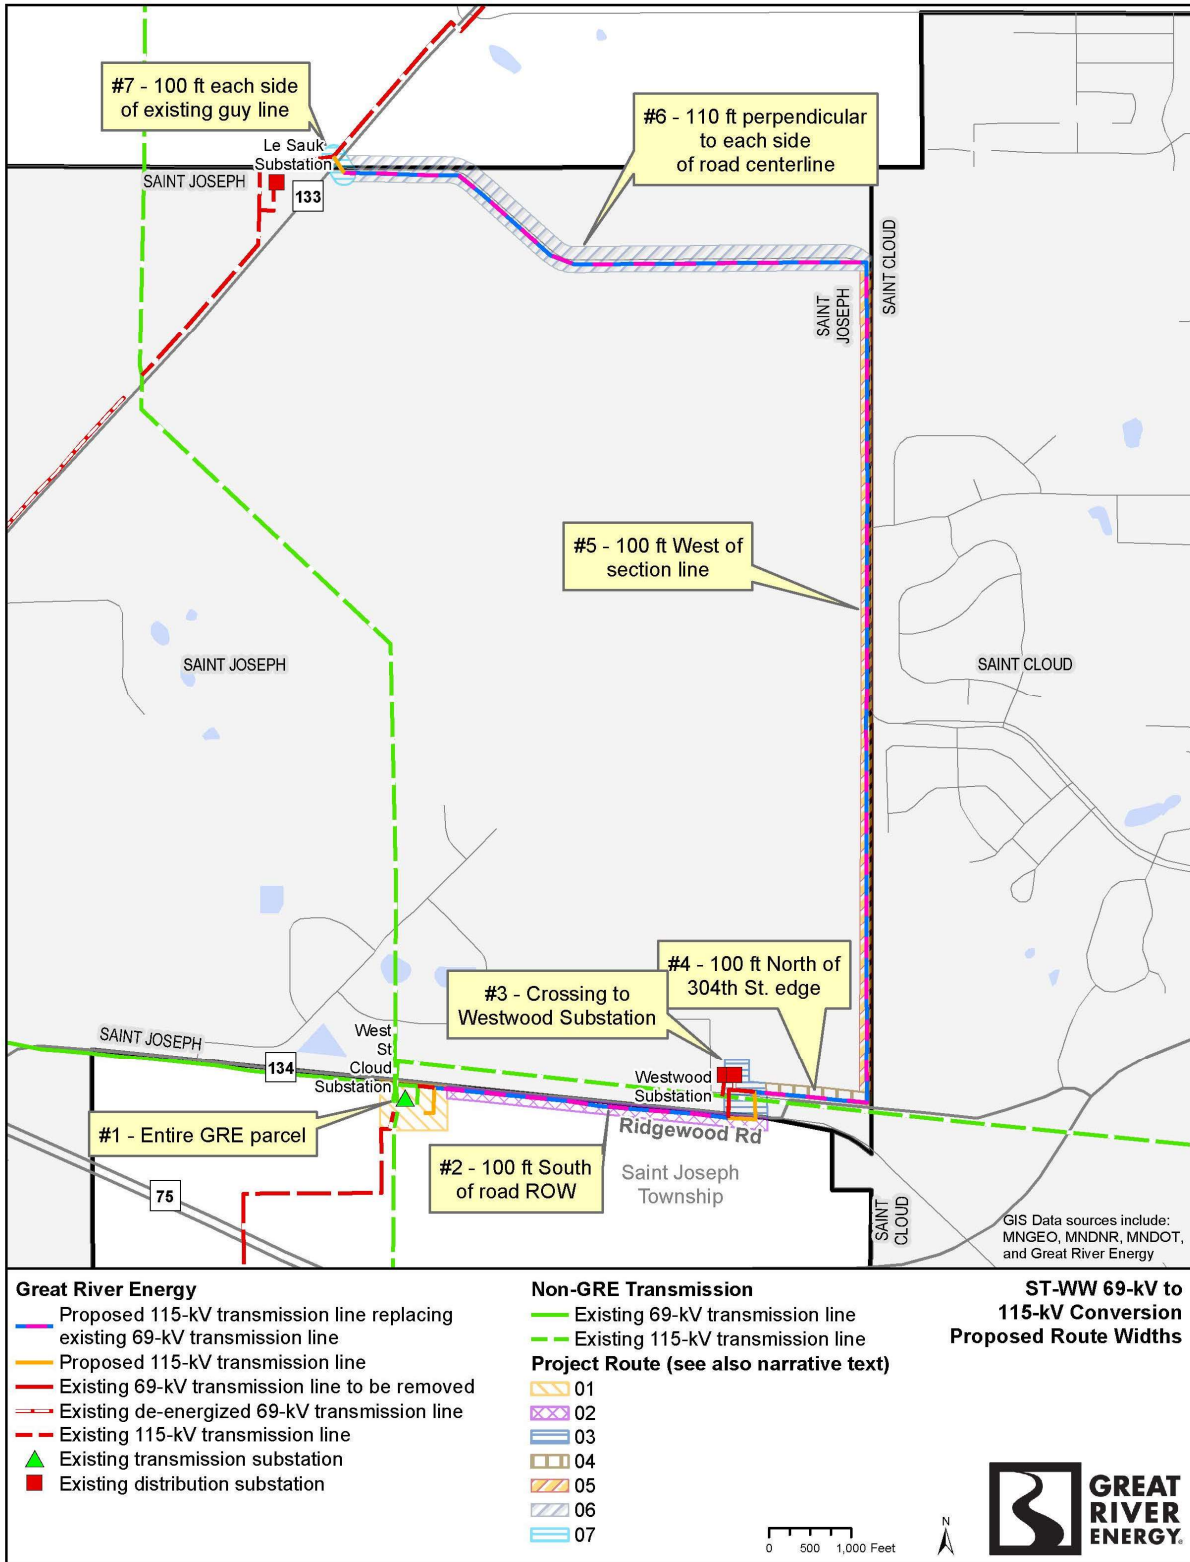 #7 - 100 ft each side
of existing guy line
#6 - 110 ft perpendicular
to each side
of road centerline
Le Sauk
Substation
SAINT JOSEPH
133
SAINT CLOUD
SAINT
JOSEPH
#5 - 100 ft West of
section line
SAINT JOSEPH
SAINT CLOUD
#4 - 100 ft North of
304th St. edge
#3 - Crossing to
Westwood Substation
SAINT JOSEPH
West
St
Cloud
Substation
134
Westwood
Substation
#1 - Entire GRE parcel
Ridgewood Rd
#2 - 100 ft South
of road ROW
Saint Joseph
Township
75
SAINT
CLOUD
GIS Data sources include:
MNGEO, MNDNR, MNDOT,
and Great River Energy
Great River Energy
Proposed 115-kV transmission line replacing
existing 69-kV transmission line
Proposed 115-kV transmission line
Existing 69-kV transmission line to be removed
Existing de-energized 69-kV transmission line
Existing 115-kV transmission line
Existing transmission substation
Existing distribution substation
Non-GRE Transmission
Existing 69-kV transmission line
Existing 115-kV transmission line
Project Route (see also narrative text)
01
02
03
04
05
06
07
ST-WW 69-kV to
115-kV Conversion
Proposed Route Widths
0 500 1,000 Feet
N
GREAT
RIVER
ENERGY®